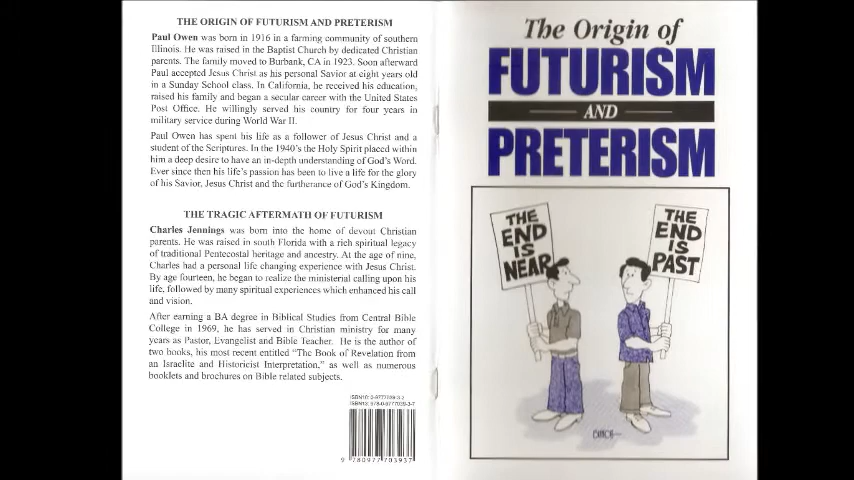 THE ORIGIN OF FUTURISM AND PRETERISM
Paul Owen was born in 1916 in a farming community of southern
Illinois. He was raised in the Baptist Church by dedicated Christian
parents. The family moved to Burbank, CA in 1923. Soon afterward
Paul accepted Jesus Christ as his personal Savior at eight years old
in a Sunday School class. In California, he received his education,
raised his family and began a secular career with the United States
Post Office. He willingly served his country for four years in
military service during World War II.
Paul Owen has spent his life as a follower of Jesus Christ and a
student of the Scriptures. In the 1940's the Holy Spirit placed within
him a deep desire to have an in-depth understanding of God's Word.
Ever since then his life's passion has been to live a life for the glory
of his Savior, Jesus Christ and the furtherance of God's Kingdom.
THE TRAGIC AFTERMATH OF FUTURISM
Charles Jennings was born into the home of devout Christian
parents. He was raised in south Florida with a rich spiritual legacy
of traditional Pentecostal heritage and ancestry. At the age of nine,
Charles had a personal life changing experience with Jesus Christ.
By age fourteen, he began to realize the ministerial calling upon his
life, followed by many spiritual experiences which enhanced his call
and vision.
After earning a BA degree in Biblical Studies from Central Bible
College in 1969, he has served in Christian ministry for many
years as Pastor, Evangelist and Bible Teacher. He is the author of
two books, his most recent entitled "The Book of Revelation from
an Israelite and Historicist Interpretation," as well as numerous
booklets and brochures on Bible related subjects.
9 780977 703937
The Origin of
FUTURISM
AND
PRETERISM
THE
END
IS
NEAR
THE
END
IS
PAST